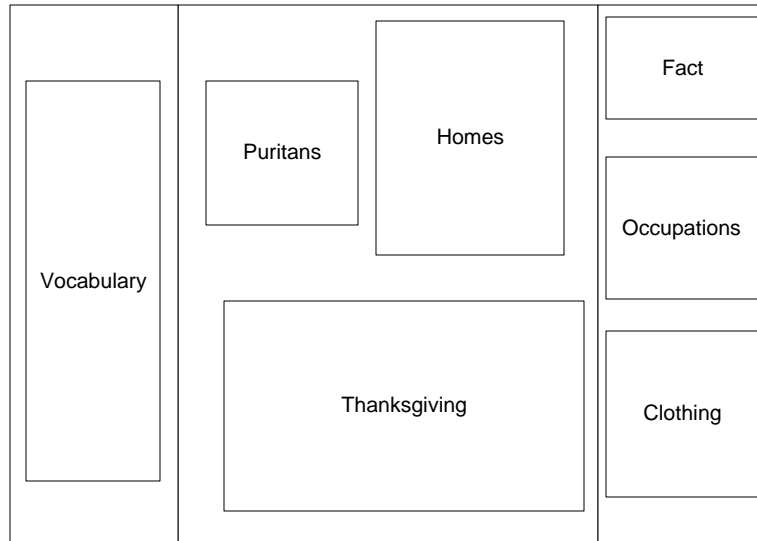 Vocabulary
Puritans
Homes
Thanksgiving
Fact
Occupations
Clothing